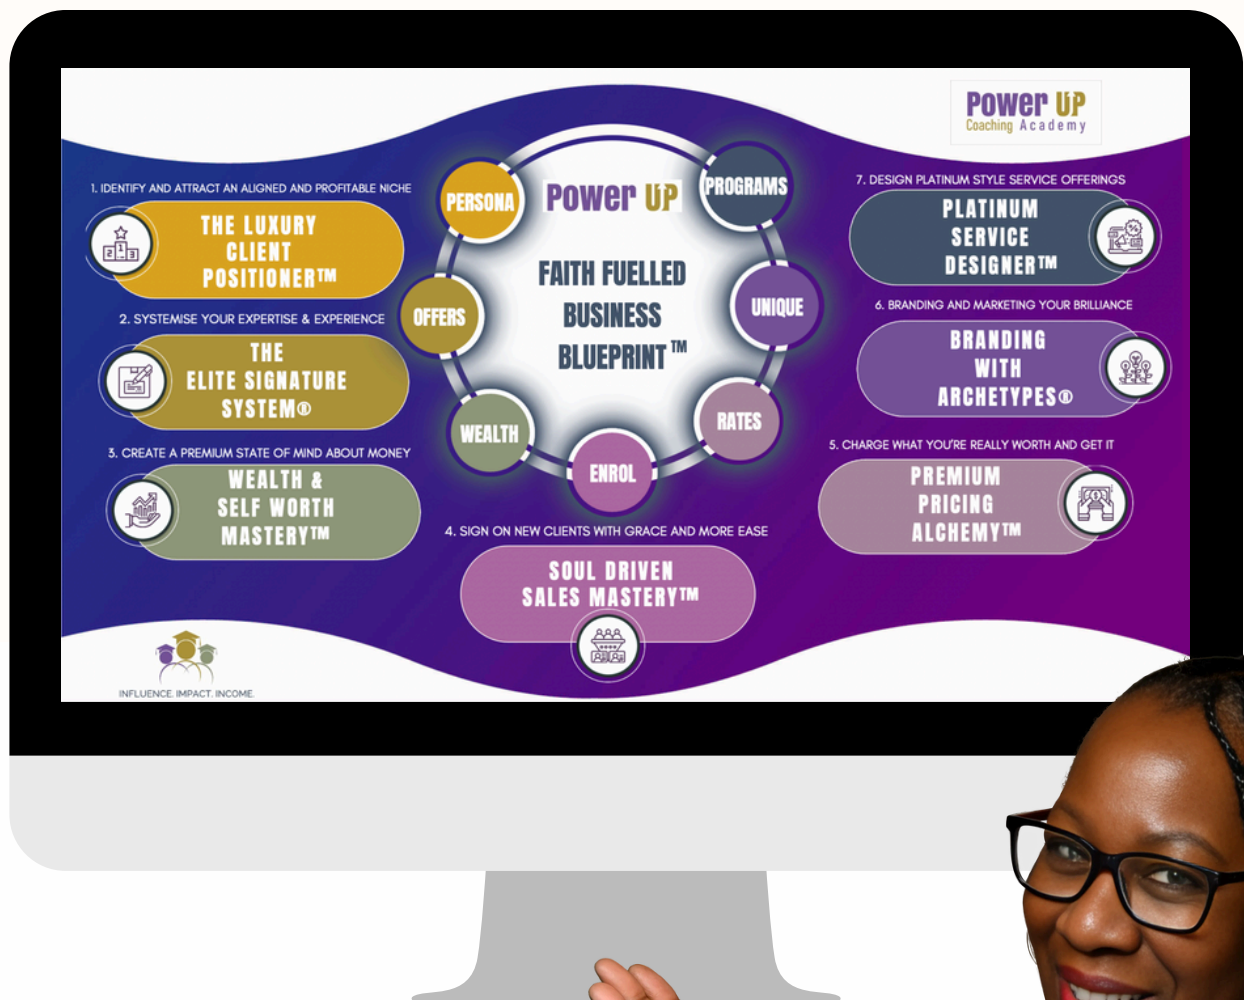 Power UP
Coaching Academy
1. IDENTIFY AND ATTRACT AN ALIGNED AND PROFITABLE NICHE
THE LUXURY
CLIENT
POSITIONER™
2. SYSTEMISE YOUR EXPERTISE & EXPERIENCE
THE
ELITE SIGNATURE
SYSTEM®
3. CREATE A PREMIUM STATE OF MIND ABOUT MONEY
WEALTH &
SELF WORTH
MASTERY™
PERSONA
OFFERS
WEALTH
ENROL
RATES
UNIQUE
PROGRAMS
Power UP
FAITH FUELLED
BUSINESS
BLUEPRINT™
4. SIGN ON NEW CLIENTS WITH GRACE AND MORE EASE
SOUL DRIVEN
SALES MASTERY™
7. DESIGN PLATINUM STYLE SERVICE OFFERINGS
PLATINUM
SERVICE
DESIGNER™
6. BRANDING AND MARKETING YOUR BRILLIANCE
BRANDING
WITH
ARCHETYPES®
5. CHARGE WHAT YOU'RE REALLY WORTH AND GET IT
PREMIUM
PRICING
ALCHEMY™
INFLUENCE. IMPACT. INCOME.